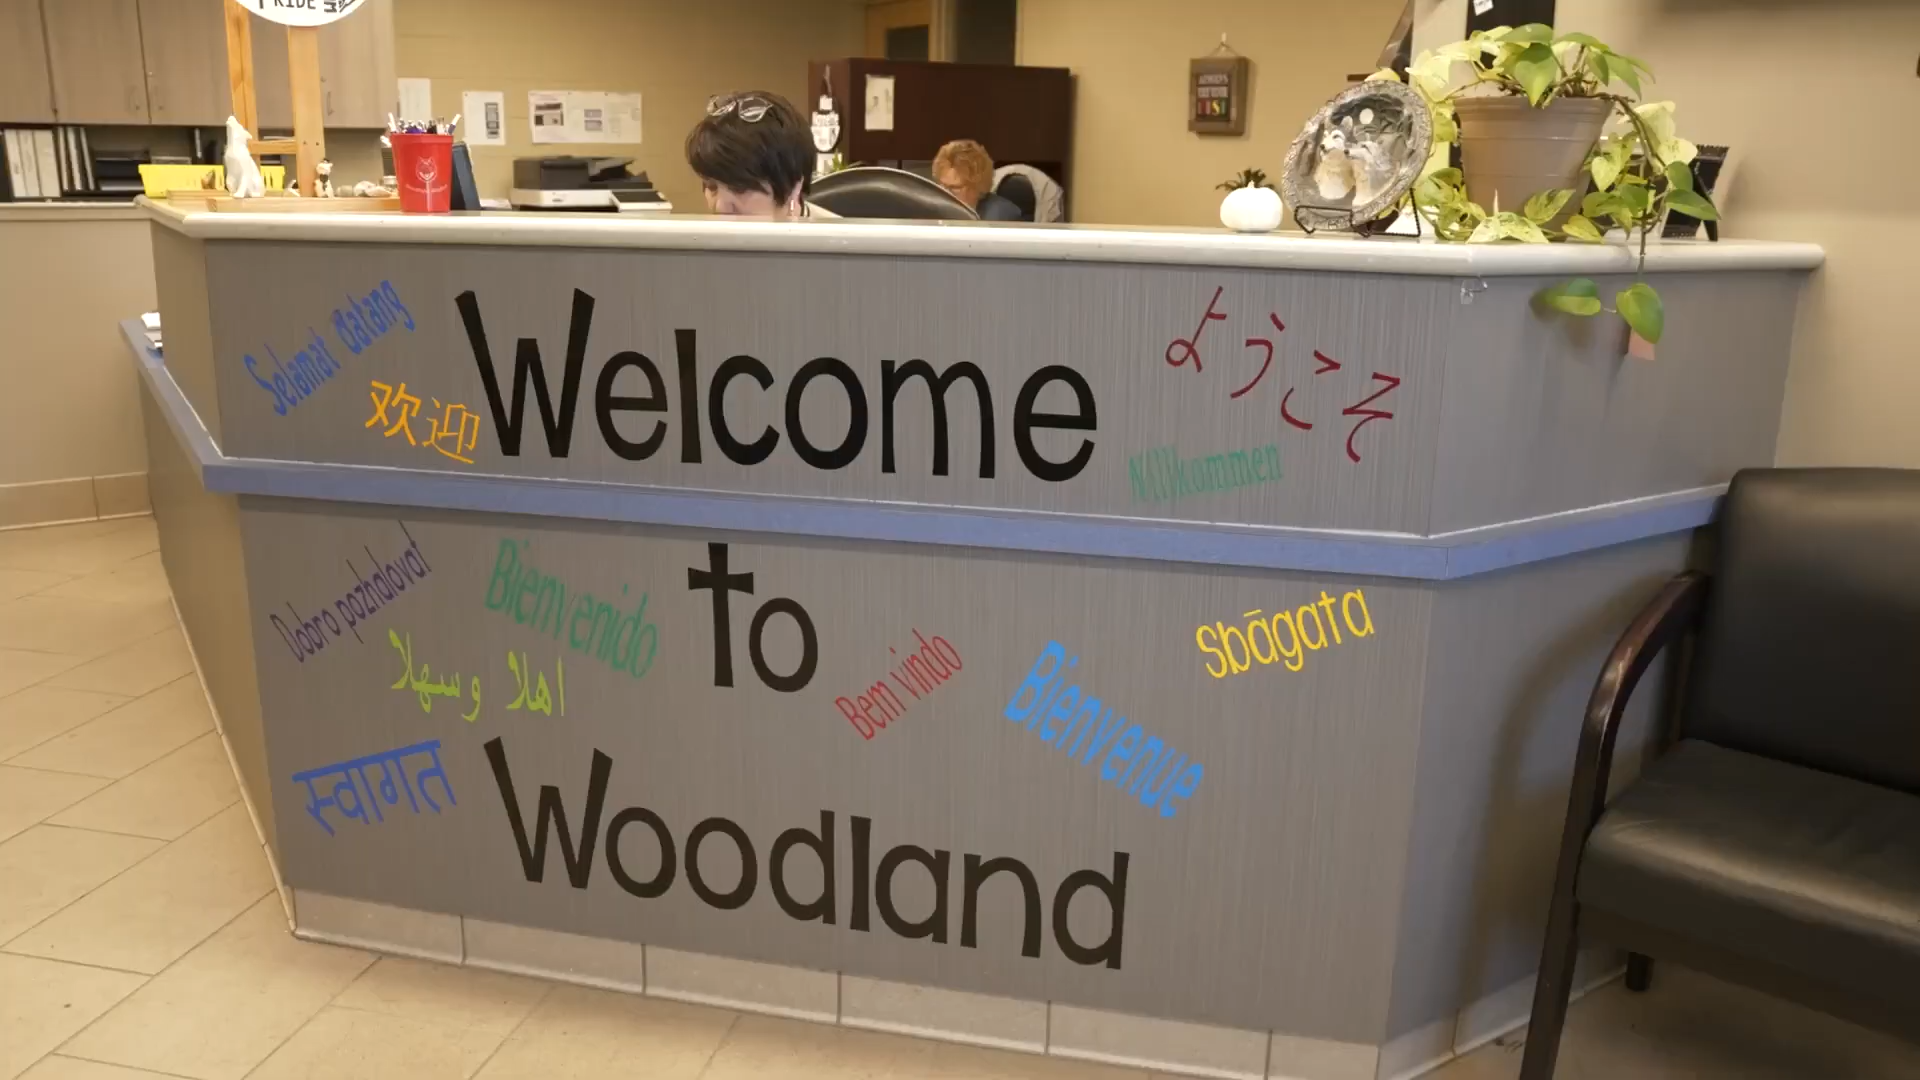 RIDE
Selamat datang
欢迎
Welcome
ようこそ
Willkommen
Dobro pozhalovat
Bienvenido
to
اهلا وسهلا
Bem vindo
Bienvenue
Sbāgata
स्वागत
Woodland